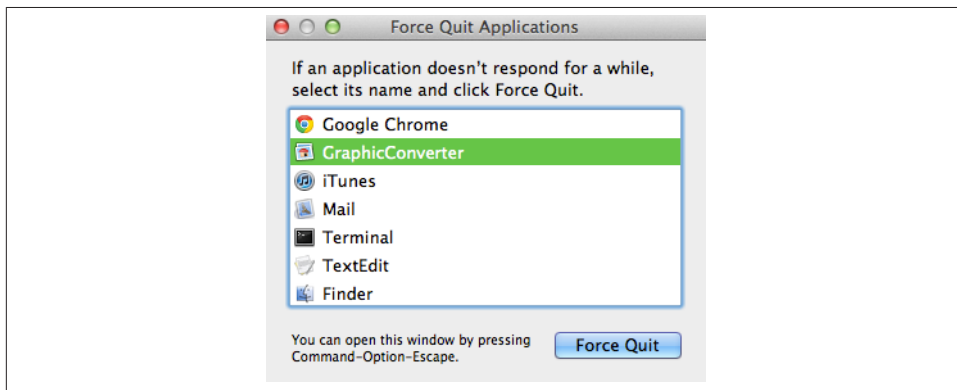 Force Quit Applications
If an application doesn't respond for a while,
select its name and click Force Quit.
Google Chrome
GraphicConverter
iTunes
Mail
Terminal
TextEdit
Finder
You can open this window by pressing
Command-Option-Escape.
Force Quit